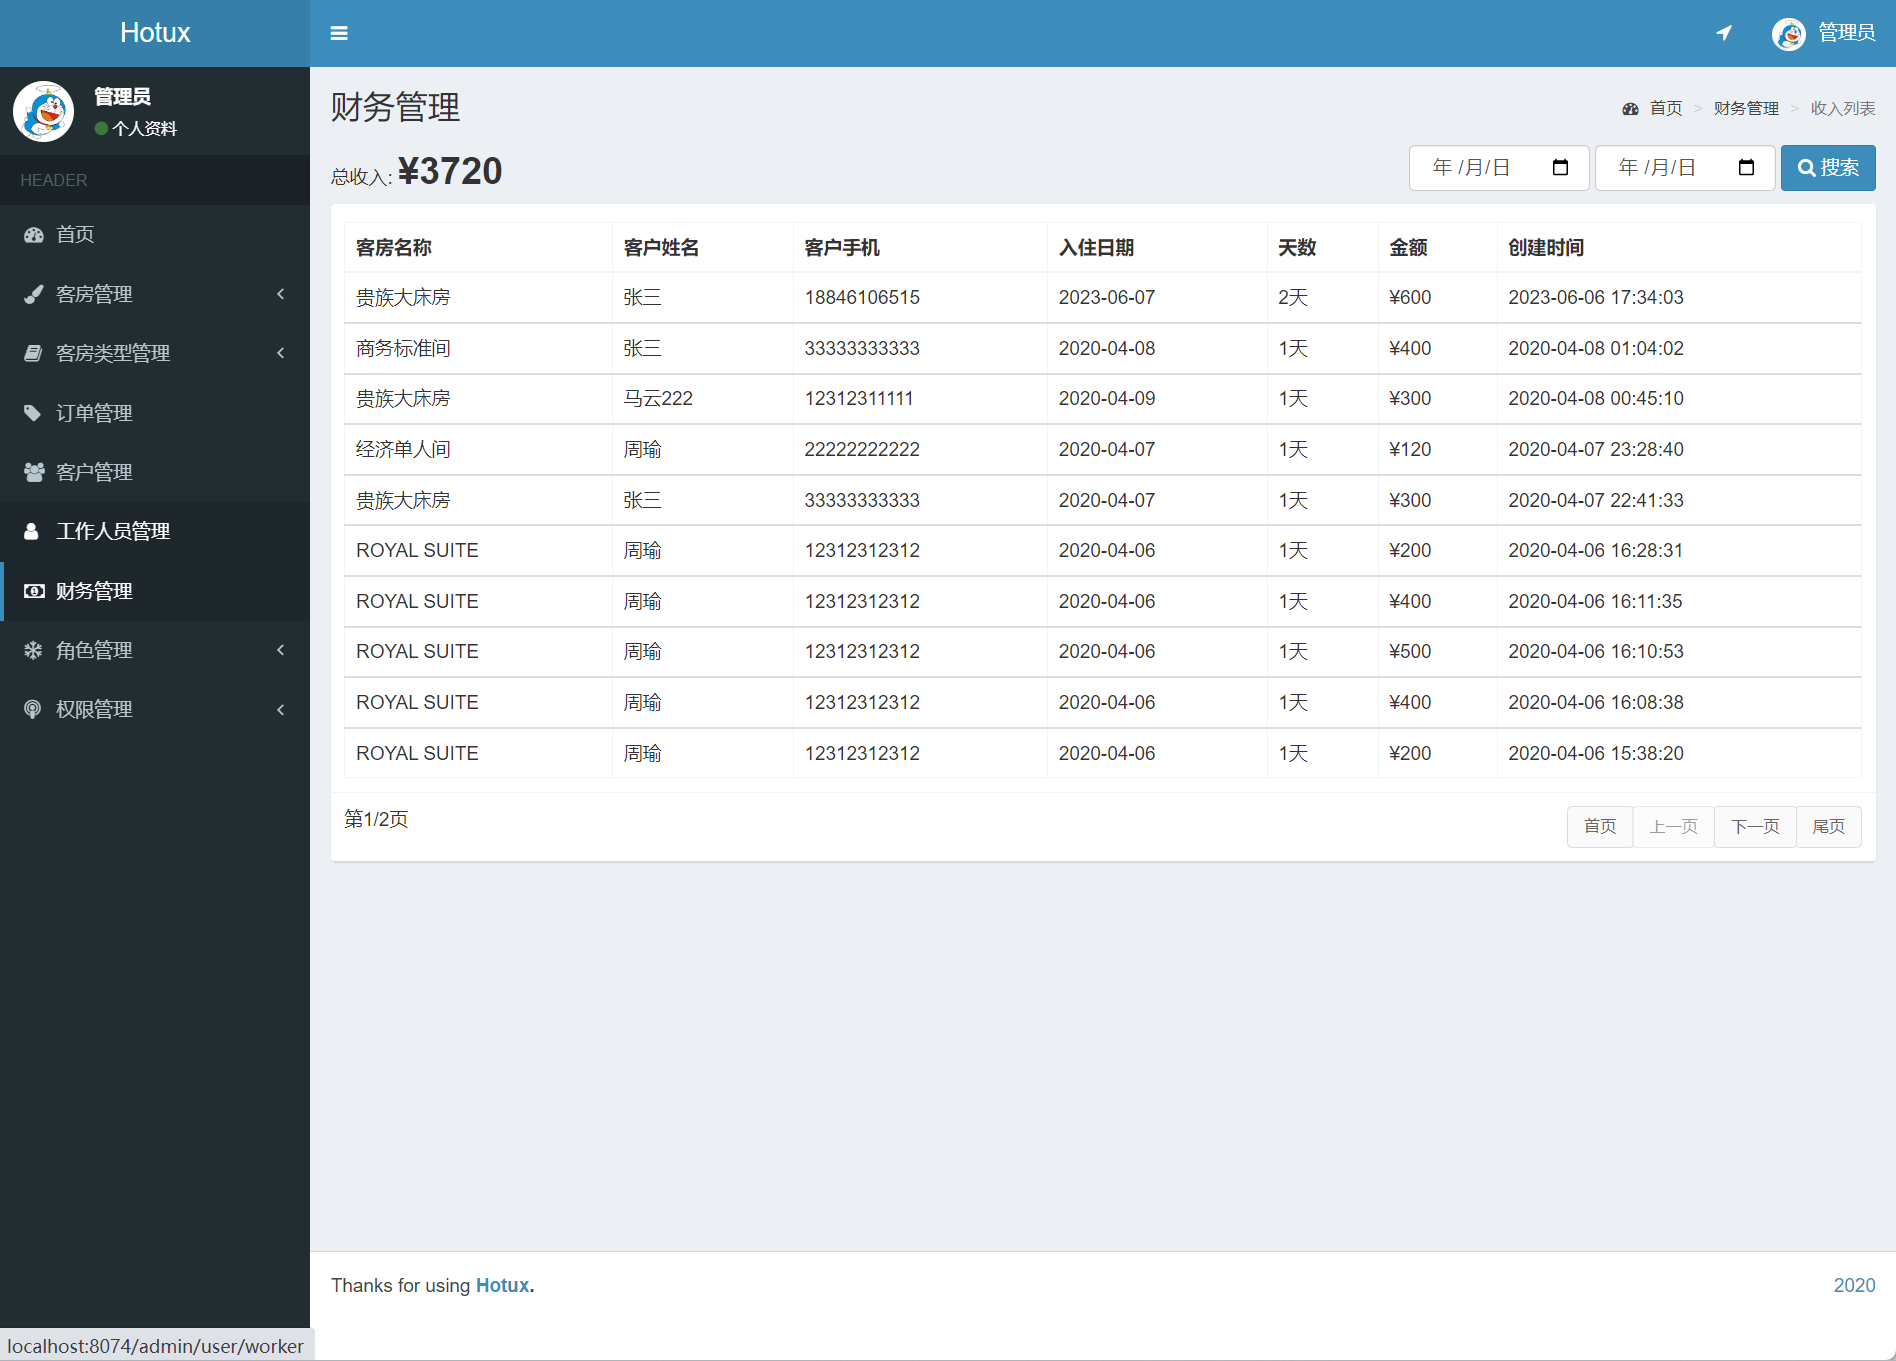 Hotux
管理员
管理员
个人资料
HEADER
首页
客房管理
客房类型管理
订单管理
客户管理
工作人员管理
财务管理
角色管理
权限管理
财务管理
首页 > 财务管理 > 收入列表
总收入: ¥3720
年 /月/日 年 /月/日 搜索
客房名称 客户姓名 客户手机 入住日期 天数 金额 创建时间
贵族大床房 张三 18846106515 2023-06-07 2天 ¥600 2023-06-06 17:34:03
商务标准间 张三 33333333333 2020-04-08 1天 ¥400 2020-04-08 01:04:02
贵族大床房 马云222 12312311111 2020-04-09 1天 ¥300 2020-04-08 00:45:10
经济单人间 周瑜 22222222222 2020-04-07 1天 ¥120 2020-04-07 23:28:40
贵族大床房 张三 33333333333 2020-04-07 1天 ¥300 2020-04-07 22:41:33
ROYAL SUITE 周瑜 12312312312 2020-04-06 1天 ¥200 2020-04-06 16:28:31
ROYAL SUITE 周瑜 12312312312 2020-04-06 1天 ¥400 2020-04-06 16:11:35
ROYAL SUITE 周瑜 12312312312 2020-04-06 1天 ¥500 2020-04-06 16:10:53
ROYAL SUITE 周瑜 12312312312 2020-04-06 1天 ¥400 2020-04-06 16:08:38
ROYAL SUITE 周瑜 12312312312 2020-04-06 1天 ¥200 2020-04-06 15:38:20
第1/2页
首页 上一页 下一页 尾页
Thanks for using Hotux.
2020
localhost:8074/admin/user/worker